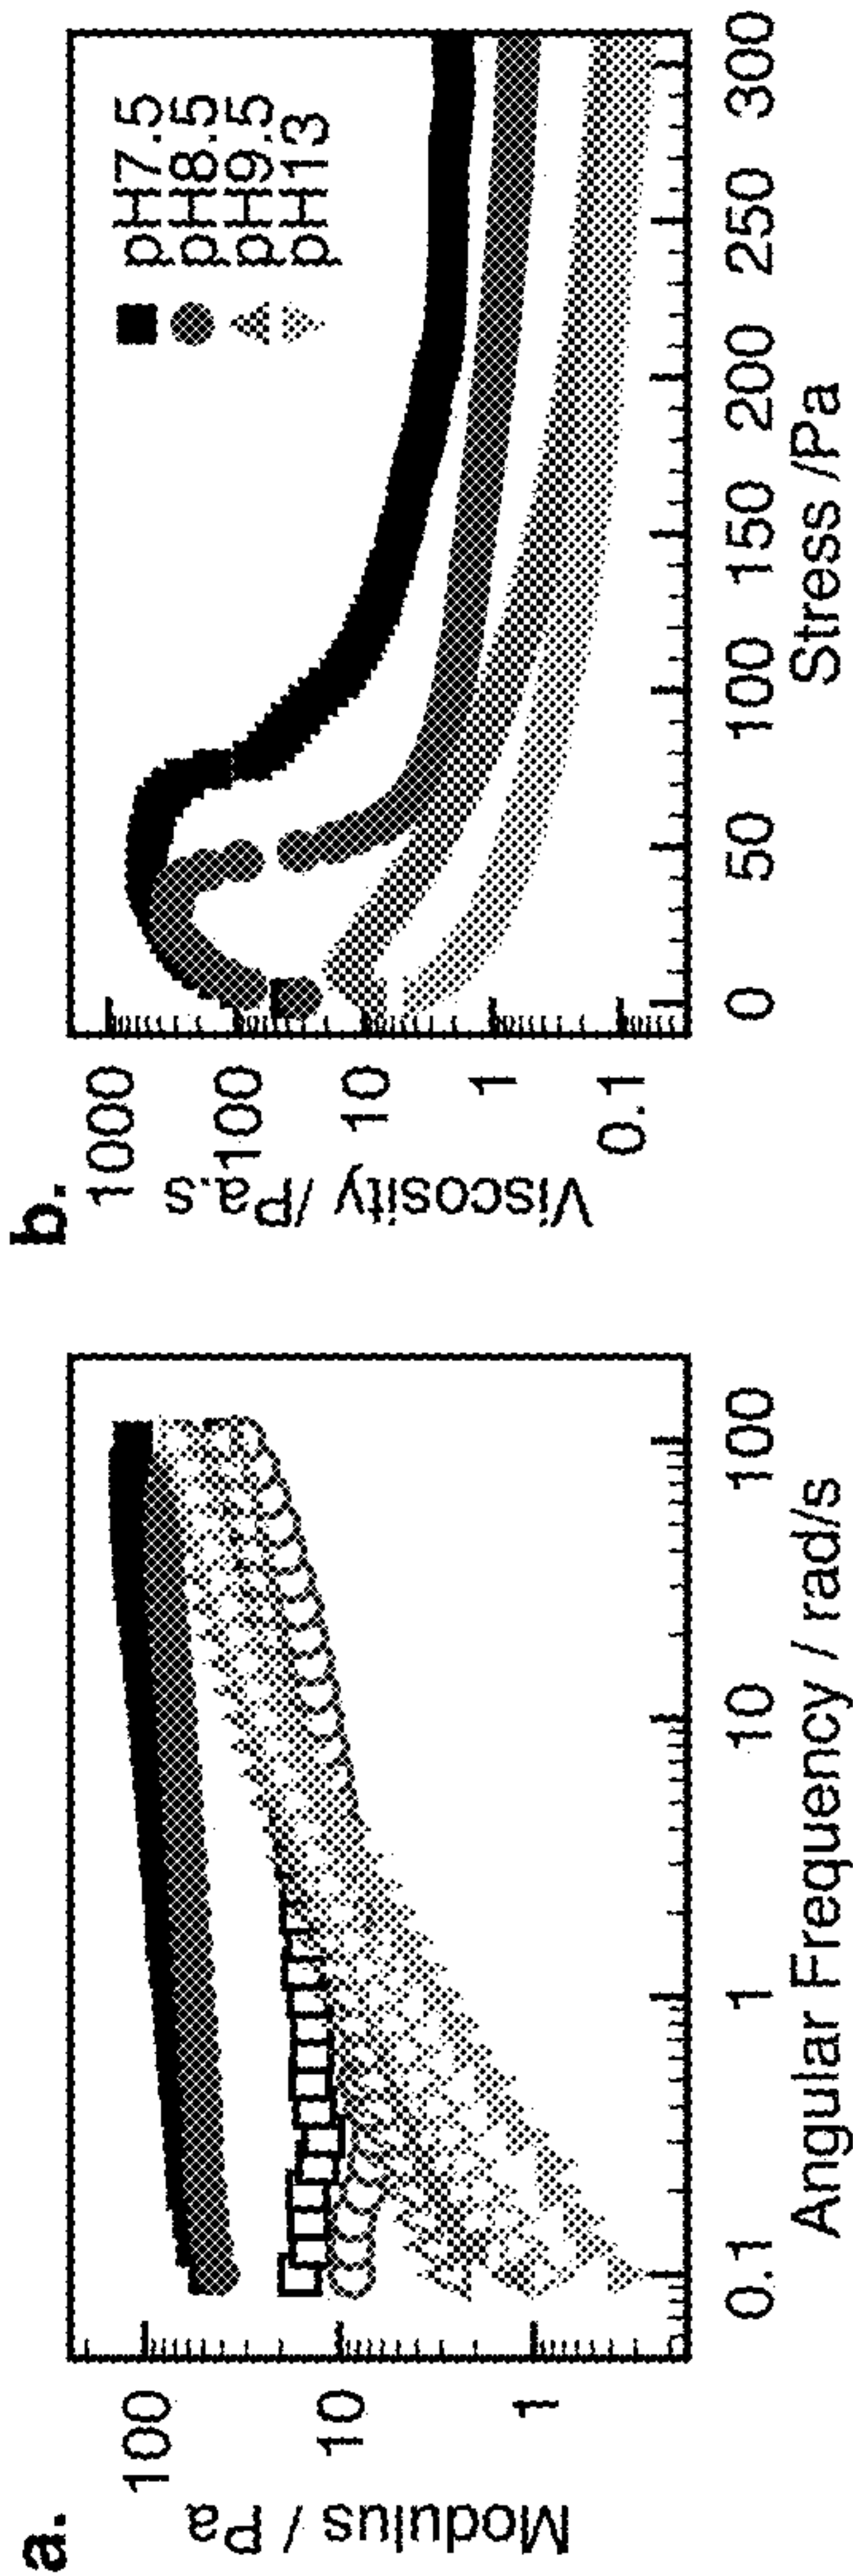 a.
Modulus / Pa
100
10
1
0.1 1 10 100
Angular Frequency / rad/s
b.
Viscosity /Pa.s
1000
100
10
1
0.1
pH7.5
pH8.5
pH9.5
pH13
0 50 100 150 200 250 300
Stress /Pa